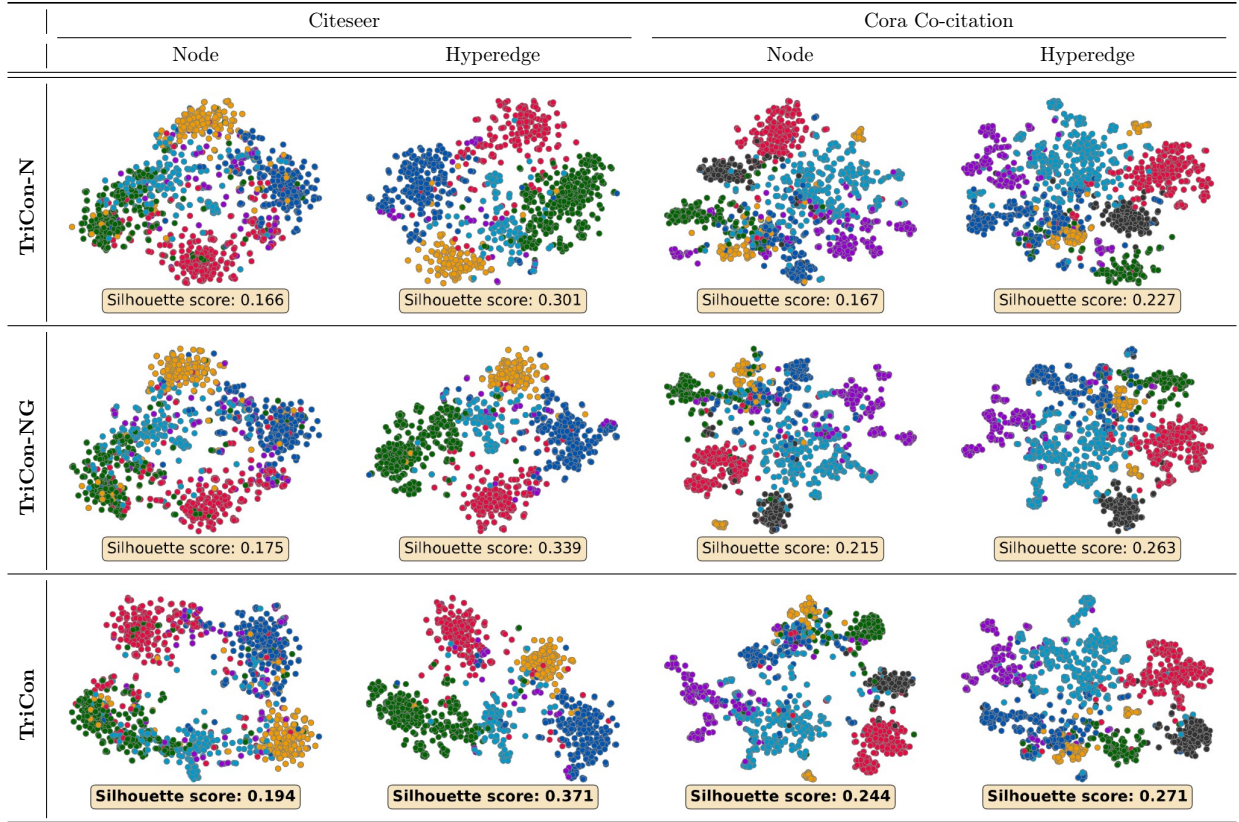 Citeseer Cora Co-citation
Node Hyperedge Node Hyperedge
TriCon-N
Silhouette score: 0.166 Silhouette score: 0.301 Silhouette score: 0.167 Silhouette score: 0.227
TriCon-NG
Silhouette score: 0.175 Silhouette score: 0.339 Silhouette score: 0.215 Silhouette score: 0.263
TriCon
Silhouette score: 0.194 Silhouette score: 0.371 Silhouette score: 0.244 Silhouette score: 0.271